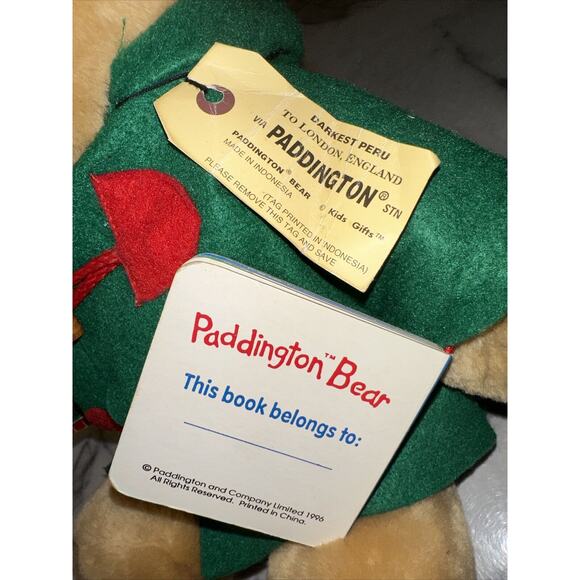 DARKEST PERU
TO LONDON, ENGLAND
VIA PADDINGTON® STN
PADDINGTON® BEAR © Kids Gifts™
MADE IN INDONESIA
(TAG PRINTED IN INDONESIA)
PLEASE REMOVE THIS TAG AND SAVE
Paddington™ Bear
This book belongs to:
© Paddington and Company Limited 1996
All Rights Reserved. Printed in China.